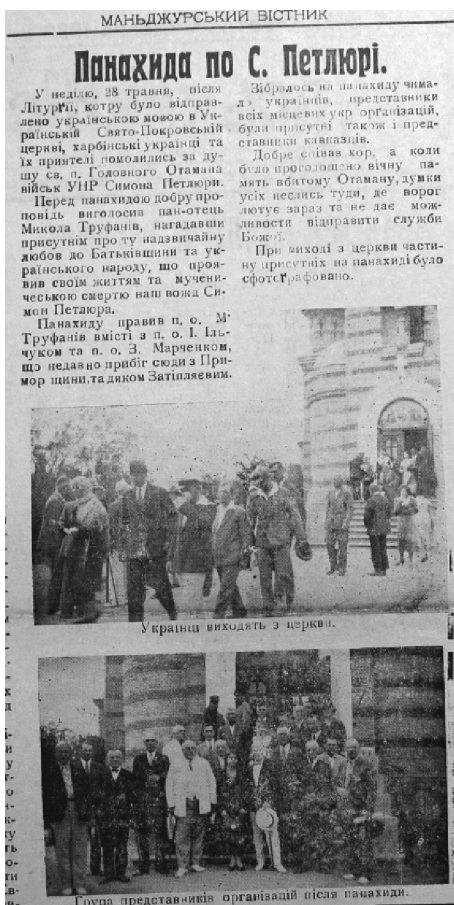 МАНЬДЖУРСЬКИЙ ВІСТНИК
Панахида по С. Петлюрі.
У неділю, 28 травня, після
Літургії, котру було відправ-
лено українською мовою в Ук-
раїнській Свято-Покровській
церкві, харбінські українці та
їх приятелі помолились за ду-
шу св. п. Головного Отамана
військ УНР Симона Петлюри.
Перед панахидою добру про-
повідь виголосив пан-отець
Микола Труфанів, нагадавши
присутнім про ту надзвичайну
любов до Батьківщини та ук-
раїнського народу, що проя-
вив своїм життям та мучени-
чеською смертю наш вожд Си-
мон Петлюра.
Панахиду правив п. о. М.
Труфанів вмісті з п. о. І. Іль-
чуком та п. о. З. Марченком,
що недавно прибіг сюди з При-
мор щини, та дяком Затіпляєвим.
Зібралось на панахиду чима-
ло українців, представники
всіх місцевих укр організацій,
були присутні також і пред-
ставники кавказців.
Добре співав хор, а коли
було проголошено вічну па-
мять вбитому Отаману, думки
усіх неслись туди, де ворог
лютує зараз та не дає мож-
ливости відправити служби
Божої.
При виході з церкви части-
ну присутніх на панахиді було
сфотографовано.
Українці виходять з церкви.
Група представників організацій після панахиди.